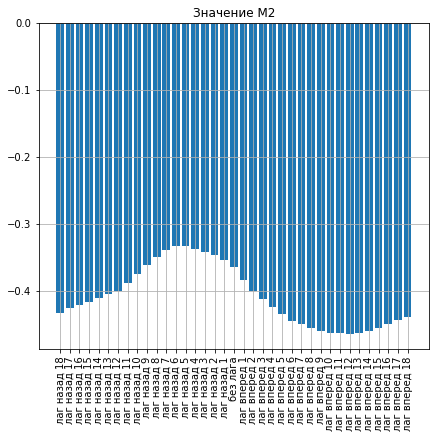 Значение M2
0.0
−0.1
−0.2
−0.3
−0.4
лаг назад 18
лаг назад 17
лаг назад 16
лаг назад 15
лаг назад 14
лаг назад 13
лаг назад 12
лаг назад 11
лаг назад 10
лаг назад 9
лаг назад 8
лаг назад 7
лаг назад 6
лаг назад 5
лаг назад 4
лаг назад 3
лаг назад 2
лаг назад 1
без лага
лаг вперед 1
лаг вперед 2
лаг вперед 3
лаг вперед 4
лаг вперед 5
лаг вперед 6
лаг вперед 7
лаг вперед 8
лаг вперед 9
лаг вперед 10
лаг вперед 11
лаг вперед 12
лаг вперед 13
лаг вперед 14
лаг вперед 15
лаг вперед 16
лаг вперед 17
лаг вперед 18